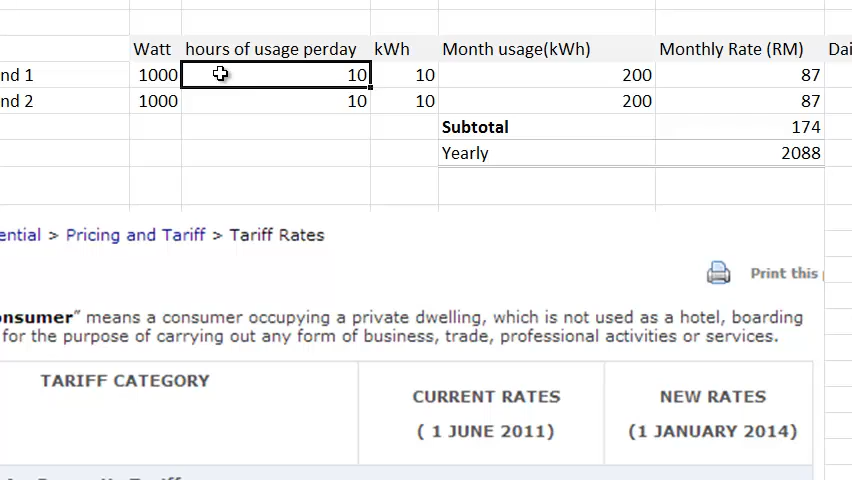 Watt hours of usage perday kWh Month usage(kWh) Monthly Rate (RM) Dai
nd 1 1000 10 10 200 87
nd 2 1000 10 10 200 87
Subtotal 174
Yearly 2088
ential > Pricing and Tariff > Tariff Rates
Print this
onsumer” means a consumer occupying a private dwelling, which is not used as a hotel, boarding
for the purpose of carrying out any form of business, trade, professional activities or services.
TARIFF CATEGORY
CURRENT RATES
( 1 JUNE 2011)
NEW RATES
(1 JANUARY 2014)